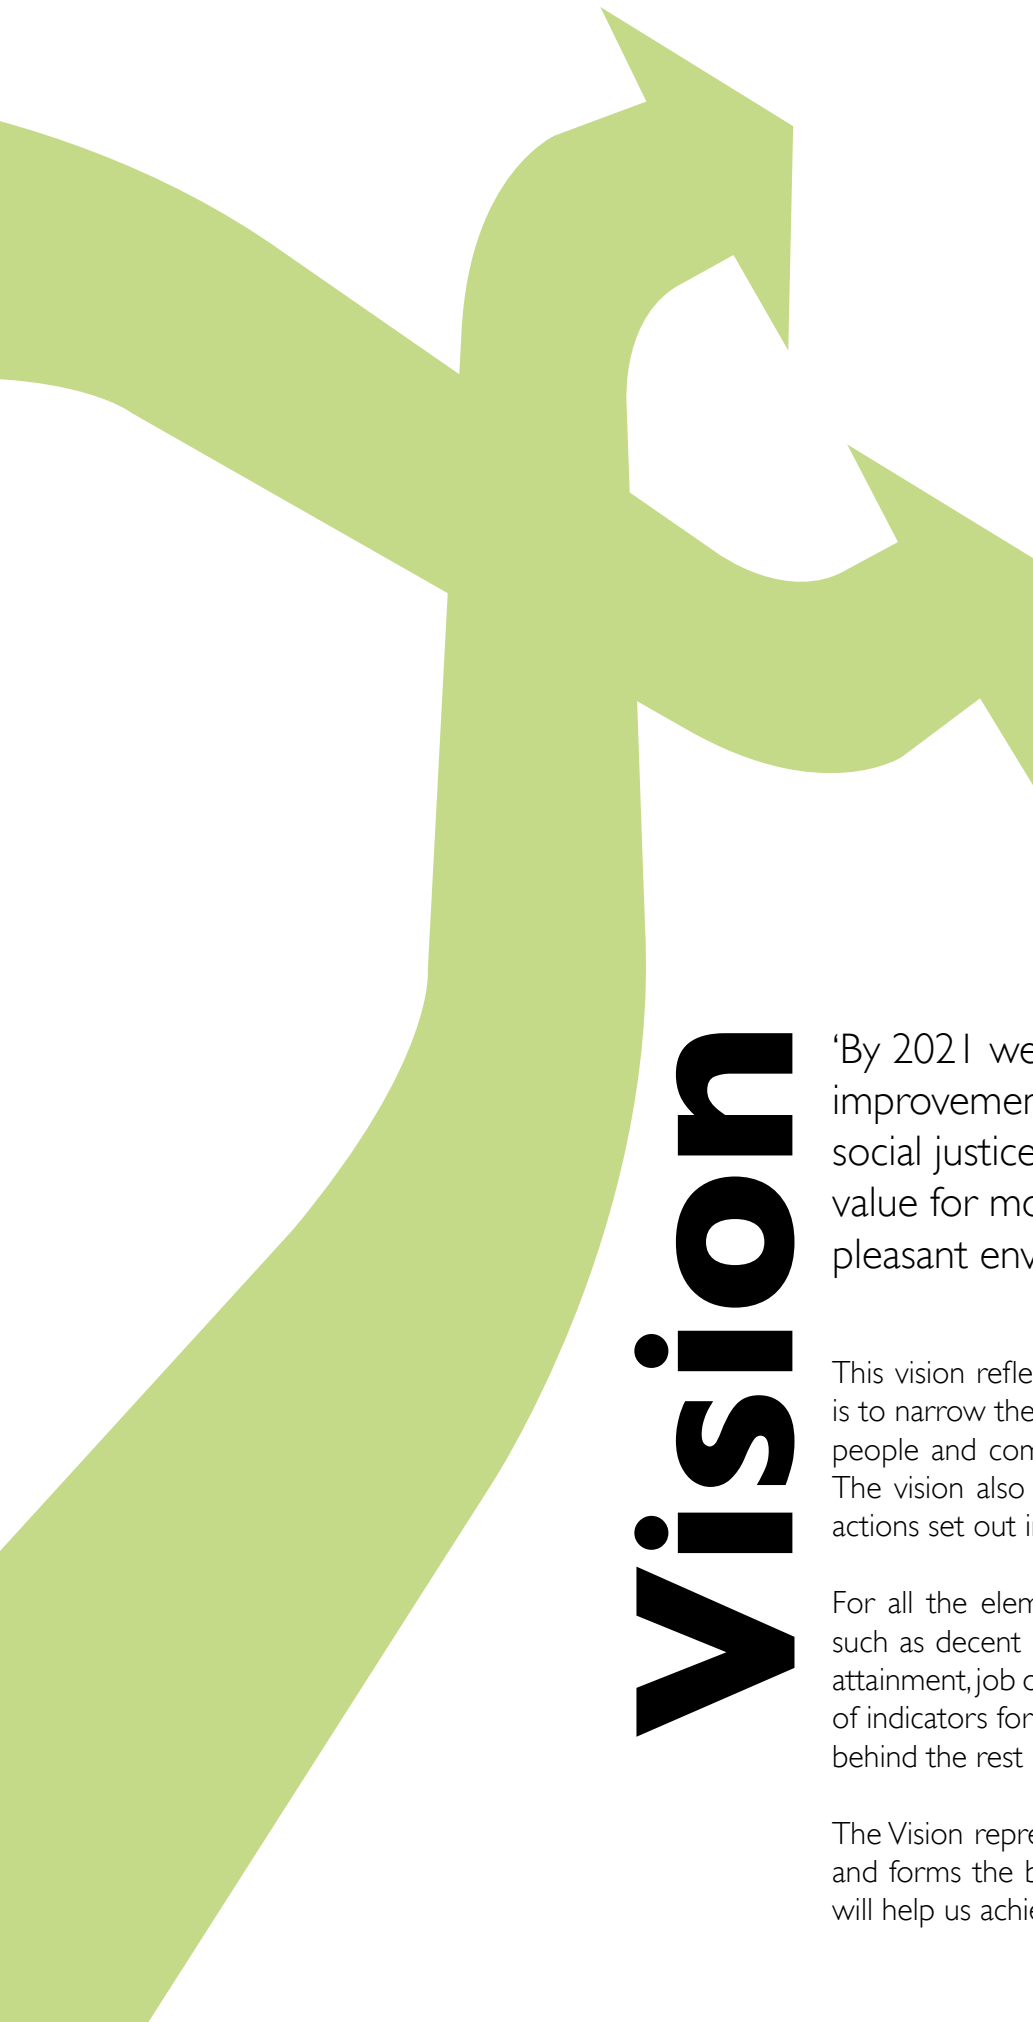 Vision
‘By 2021 we
improvemen
social justice
value for mo
pleasant env
This vision refle
is to narrow the
people and com
The vision also
actions set out i
For all the elem
such as decent
attainment, job o
of indicators for
behind the rest
The Vision repre
and forms the b
will help us achie